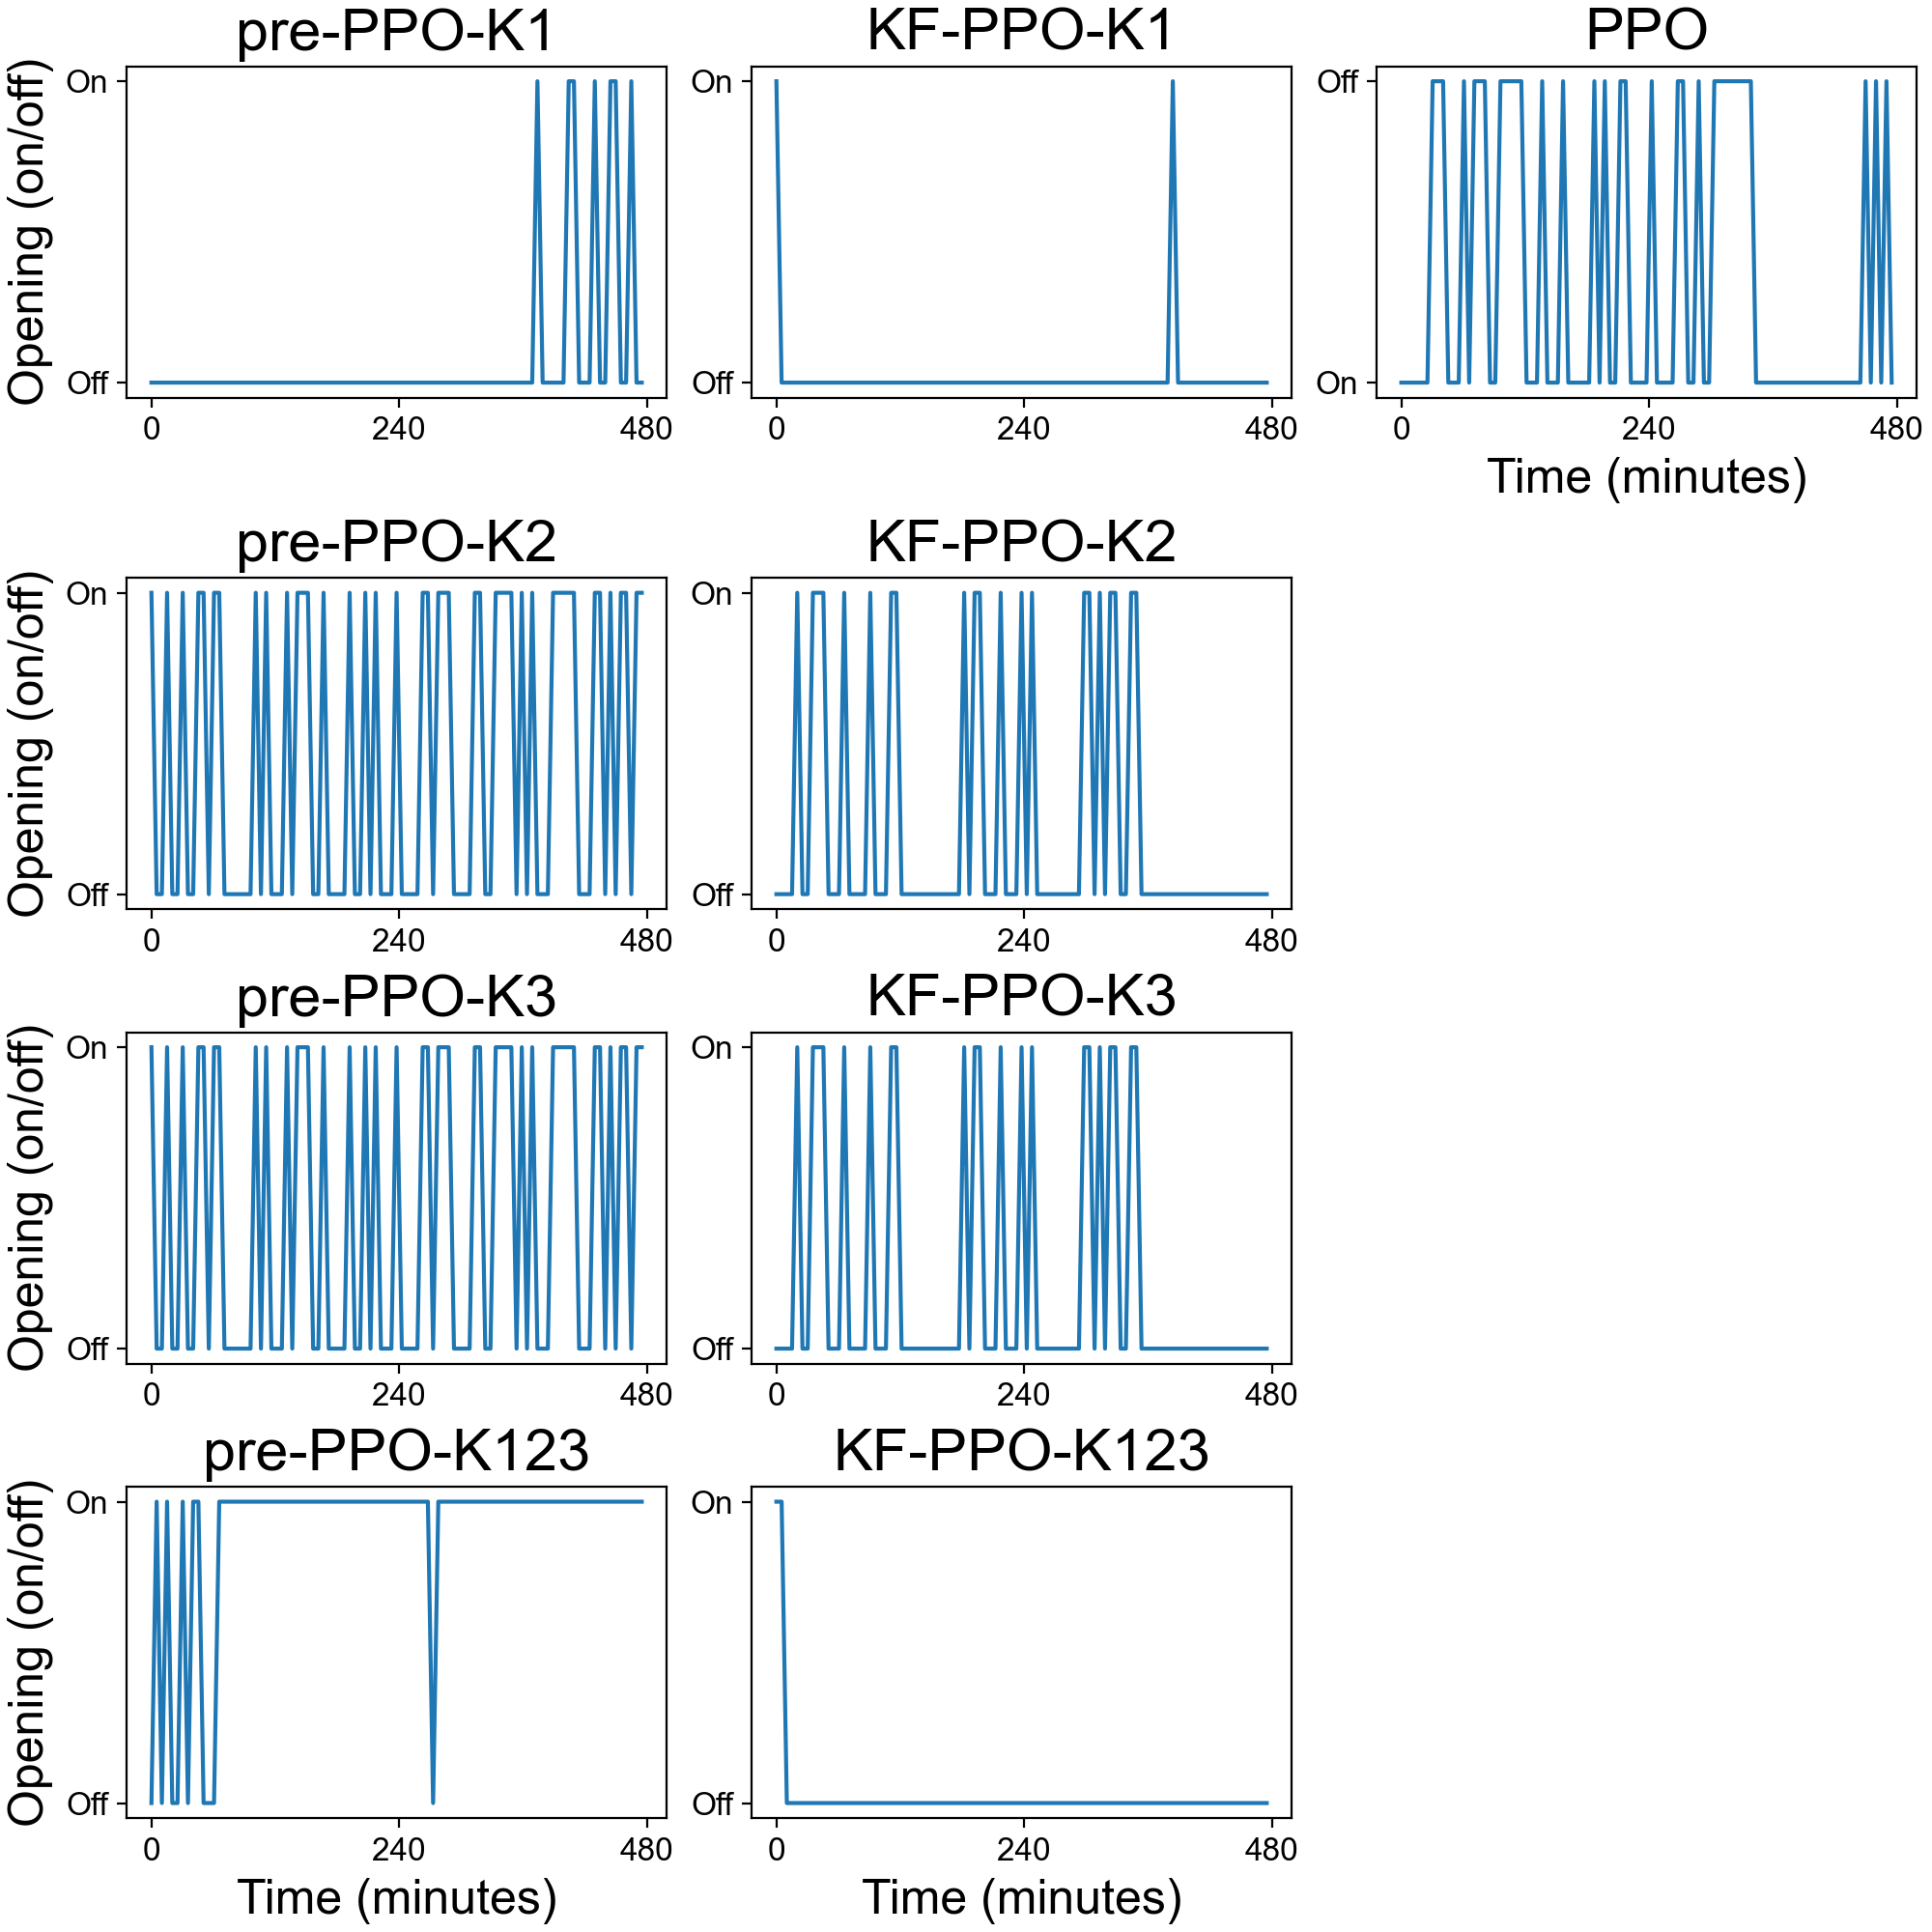 pre-PPO-K1
KF-PPO-K1
PPO
Opening (on/off)
On
Off
0
240
480
On
Off
0
240
480
Off
On
0
240
480
Time (minutes)
pre-PPO-K2
KF-PPO-K2
Opening (on/off)
On
Off
0
240
480
On
Off
0
240
480
pre-PPO-K3
KF-PPO-K3
Opening (on/off)
On
Off
0
240
480
On
Off
0
240
480
pre-PPO-K123
KF-PPO-K123
Opening (on/off)
On
Off
0
240
480
Time (minutes)
On
Off
0
240
480
Time (minutes)